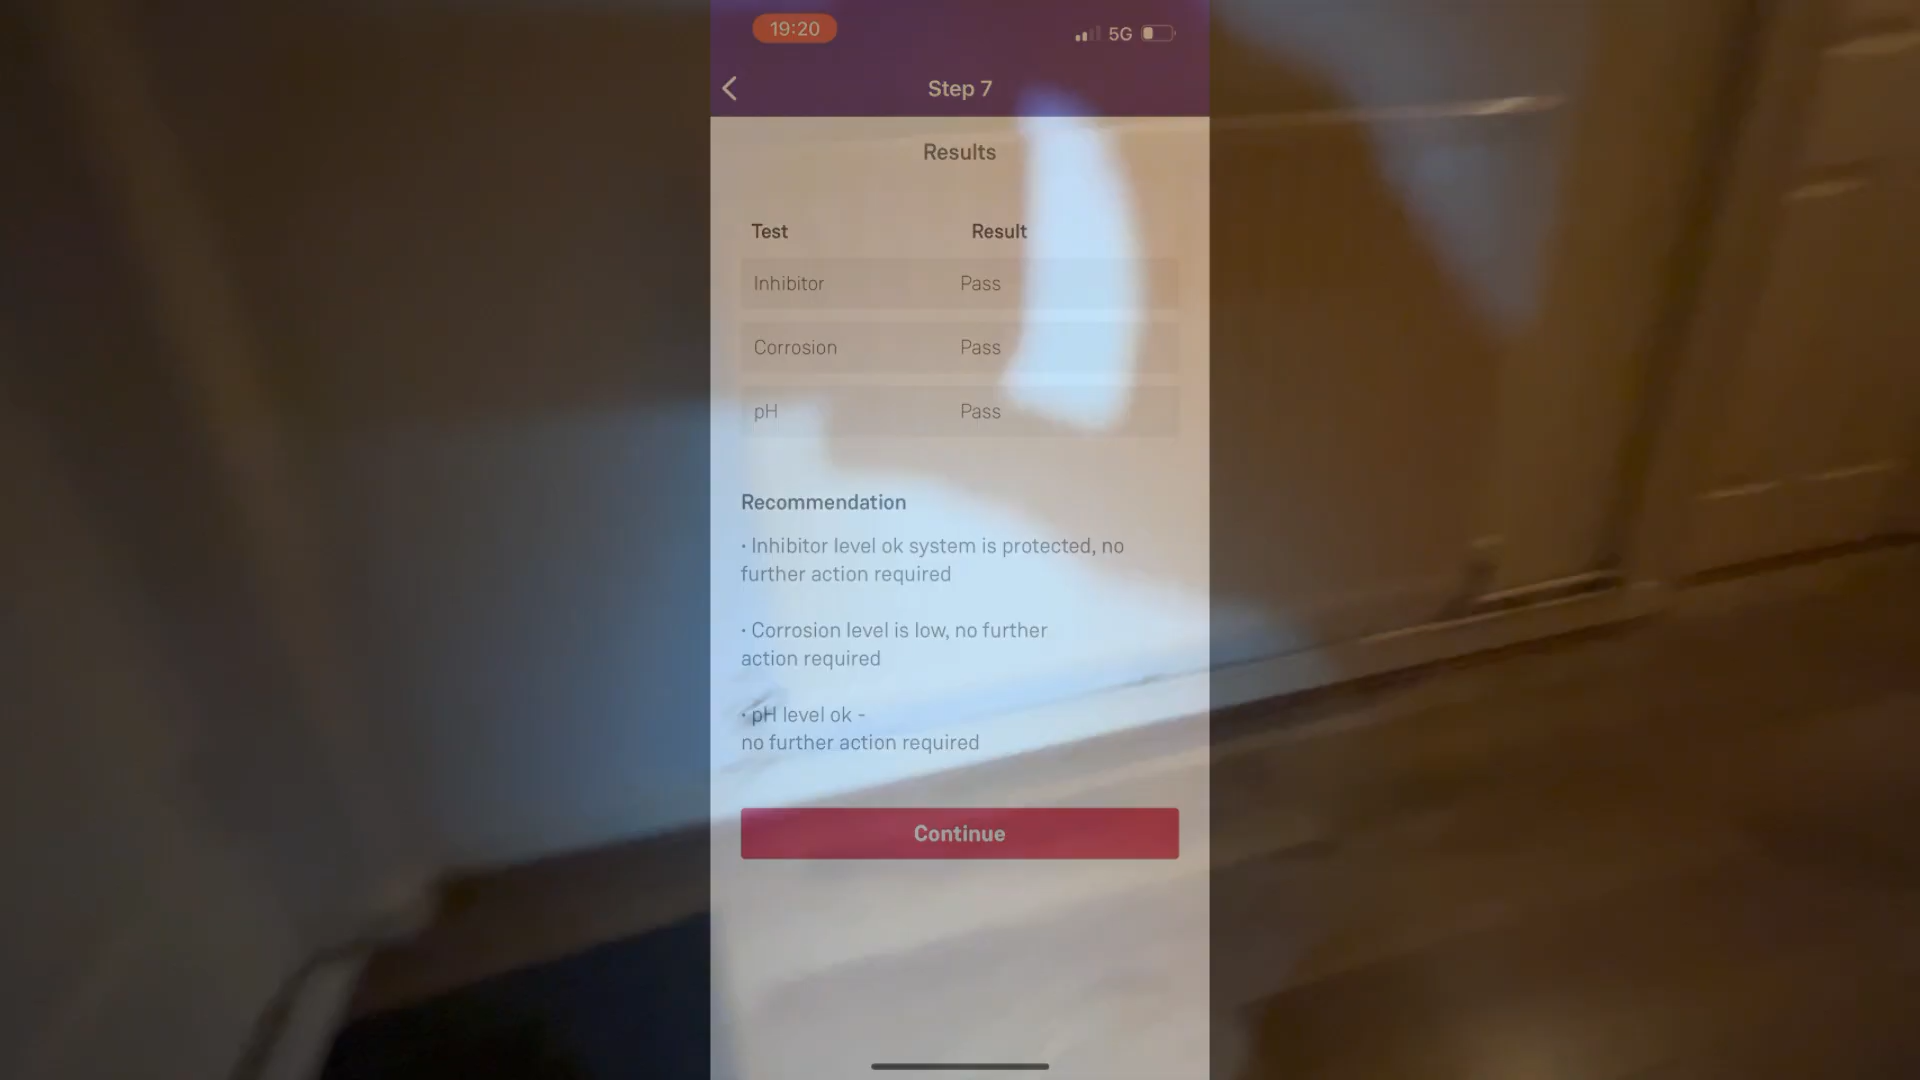 19:20
5G
Step 7
Results
Test Result
Inhibitor Pass
Corrosion Pass
pH Pass
Recommendation
• Inhibitor level ok system is protected, no
further action required
• Corrosion level is low, no further
action required
• pH level ok -
no further action required
Continue